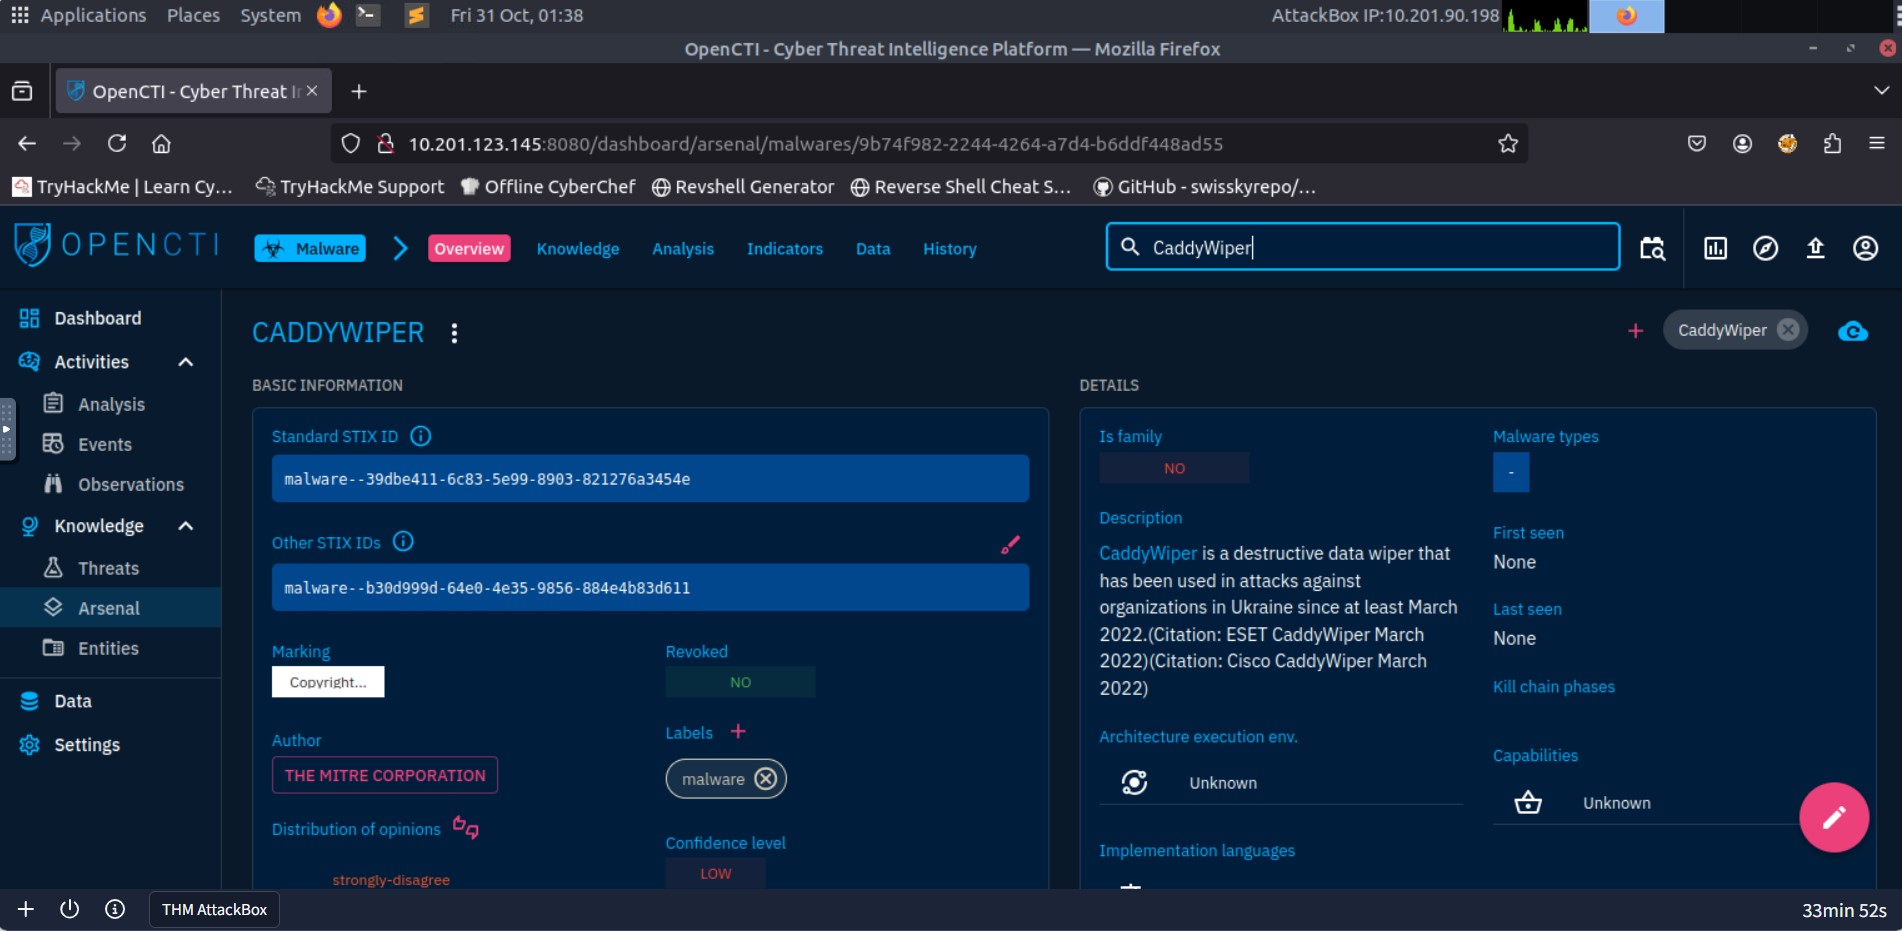 Applications Places System Fri 31 Oct, 01:38 AttackBox IP:10.201.90.198
OpenCTI - Cyber Threat Intelligence Platform — Mozilla Firefox
OpenCTI - Cyber Threat In
10.201.123.145:8080/dashboard/arsenal/malwares/9b74f982-2244-4264-a7d4-b6ddf448ad55
TryHackMe | Learn Cy... TryHackMe Support Offline CyberChef Revshell Generator Reverse Shell Cheat S... GitHub - swisskyrepo/...
OPENCTI Malware Overview Knowledge Analysis Indicators Data History CaddyWiper
Dashboard
Activities
Analysis
Events
Observations
Knowledge
Threats
Arsenal
Entities
Data
Settings
CADDYWIPER
CaddyWiper
BASIC INFORMATION
Standard STIX ID
malware--39dbe411-6c83-5e99-8903-821276a3454e
Other STIX IDs
malware--b30d999d-64e0-4e35-9856-884e4b83d611
Marking
Copyright...
Revoked
NO
Author
THE MITRE CORPORATION
Labels
malware
Distribution of opinions
strongly-disagree
Confidence level
LOW
DETAILS
Is family
NO
Description
CaddyWiper is a destructive data wiper that
has been used in attacks against
organizations in Ukraine since at least March
2022.(Citation: ESET CaddyWiper March
2022)(Citation: Cisco CaddyWiper March
2022)
Architecture execution env.
Unknown
Implementation languages
Malware types
-
First seen
None
Last seen
None
Kill chain phases
Capabilities
Unknown
THM AttackBox
33min 52s